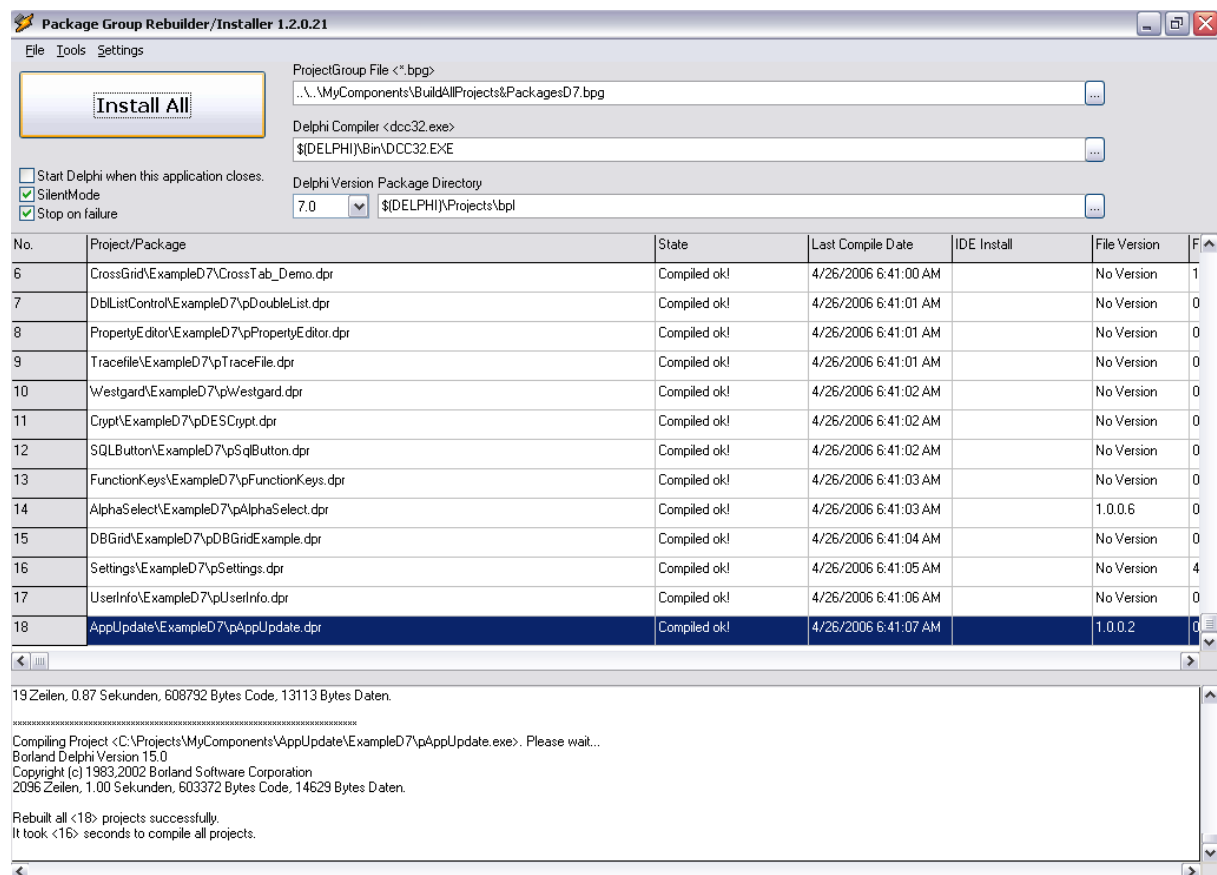 Package Group Rebuilder/Installer 1.2.0.21
File Tools Settings
Install All
ProjectGroup File <*.bpg>
..\..\MyComponents\BuildAllProjects&PackagesD7.bpg
...
Delphi Compiler <dcc32.exe>
$(DELPHI)\Bin\DCC32.EXE
...
Start Delphi when this application closes.
SilentMode
Stop on failure
Delphi Version Package Directory
7.0 $(DELPHI)\Projects\bpl
...
No. Project/Package State Last Compile Date IDE Install File Version F
6 CrossGrid\ExampleD7\CrossTab_Demo.dpr Compiled ok! 4/26/2006 6:41:00 AM No Version 1
7 DblListControl\ExampleD7\pDoubleList.dpr Compiled ok! 4/26/2006 6:41:01 AM No Version 0
8 PropertyEditor\ExampleD7\pPropertyEditor.dpr Compiled ok! 4/26/2006 6:41:01 AM No Version 0
9 Tracefile\ExampleD7\pTraceFile.dpr Compiled ok! 4/26/2006 6:41:01 AM No Version 0
10 Westgard\ExampleD7\pWestgard.dpr Compiled ok! 4/26/2006 6:41:02 AM No Version 0
11 Crypt\ExampleD7\pDESCrypt.dpr Compiled ok! 4/26/2006 6:41:02 AM No Version 0
12 SQLButton\ExampleD7\pSqlButton.dpr Compiled ok! 4/26/2006 6:41:02 AM No Version 0
13 FunctionKeys\ExampleD7\pFunctionKeys.dpr Compiled ok! 4/26/2006 6:41:03 AM No Version 0
14 AlphaSelect\ExampleD7\pAlphaSelect.dpr Compiled ok! 4/26/2006 6:41:03 AM 1.0.0.6 0
15 DBGrid\ExampleD7\pDBGridExample.dpr Compiled ok! 4/26/2006 6:41:04 AM No Version 0
16 Settings\ExampleD7\pSettings.dpr Compiled ok! 4/26/2006 6:41:05 AM No Version 4
17 UserInfo\ExampleD7\pUserInfo.dpr Compiled ok! 4/26/2006 6:41:06 AM No Version 0
18 AppUpdate\ExampleD7\pAppUpdate.dpr Compiled ok! 4/26/2006 6:41:07 AM 1.0.0.2 0
19 Zeilen, 0.87 Sekunden, 608792 Bytes Code, 13113 Bytes Daten.
Compiling Project <C:\Projects\MyComponents\AppUpdate\ExampleD7\pAppUpdate.exe>. Please wait...
Borland Delphi Version 15.0
Copyright (c) 1983,2002 Borland Software Corporation
2096 Zeilen, 1.00 Sekunden, 603372 Bytes Code, 14629 Bytes Daten.
Rebuilt all <18> projects successfully.
It took <16> seconds to compile all projects.